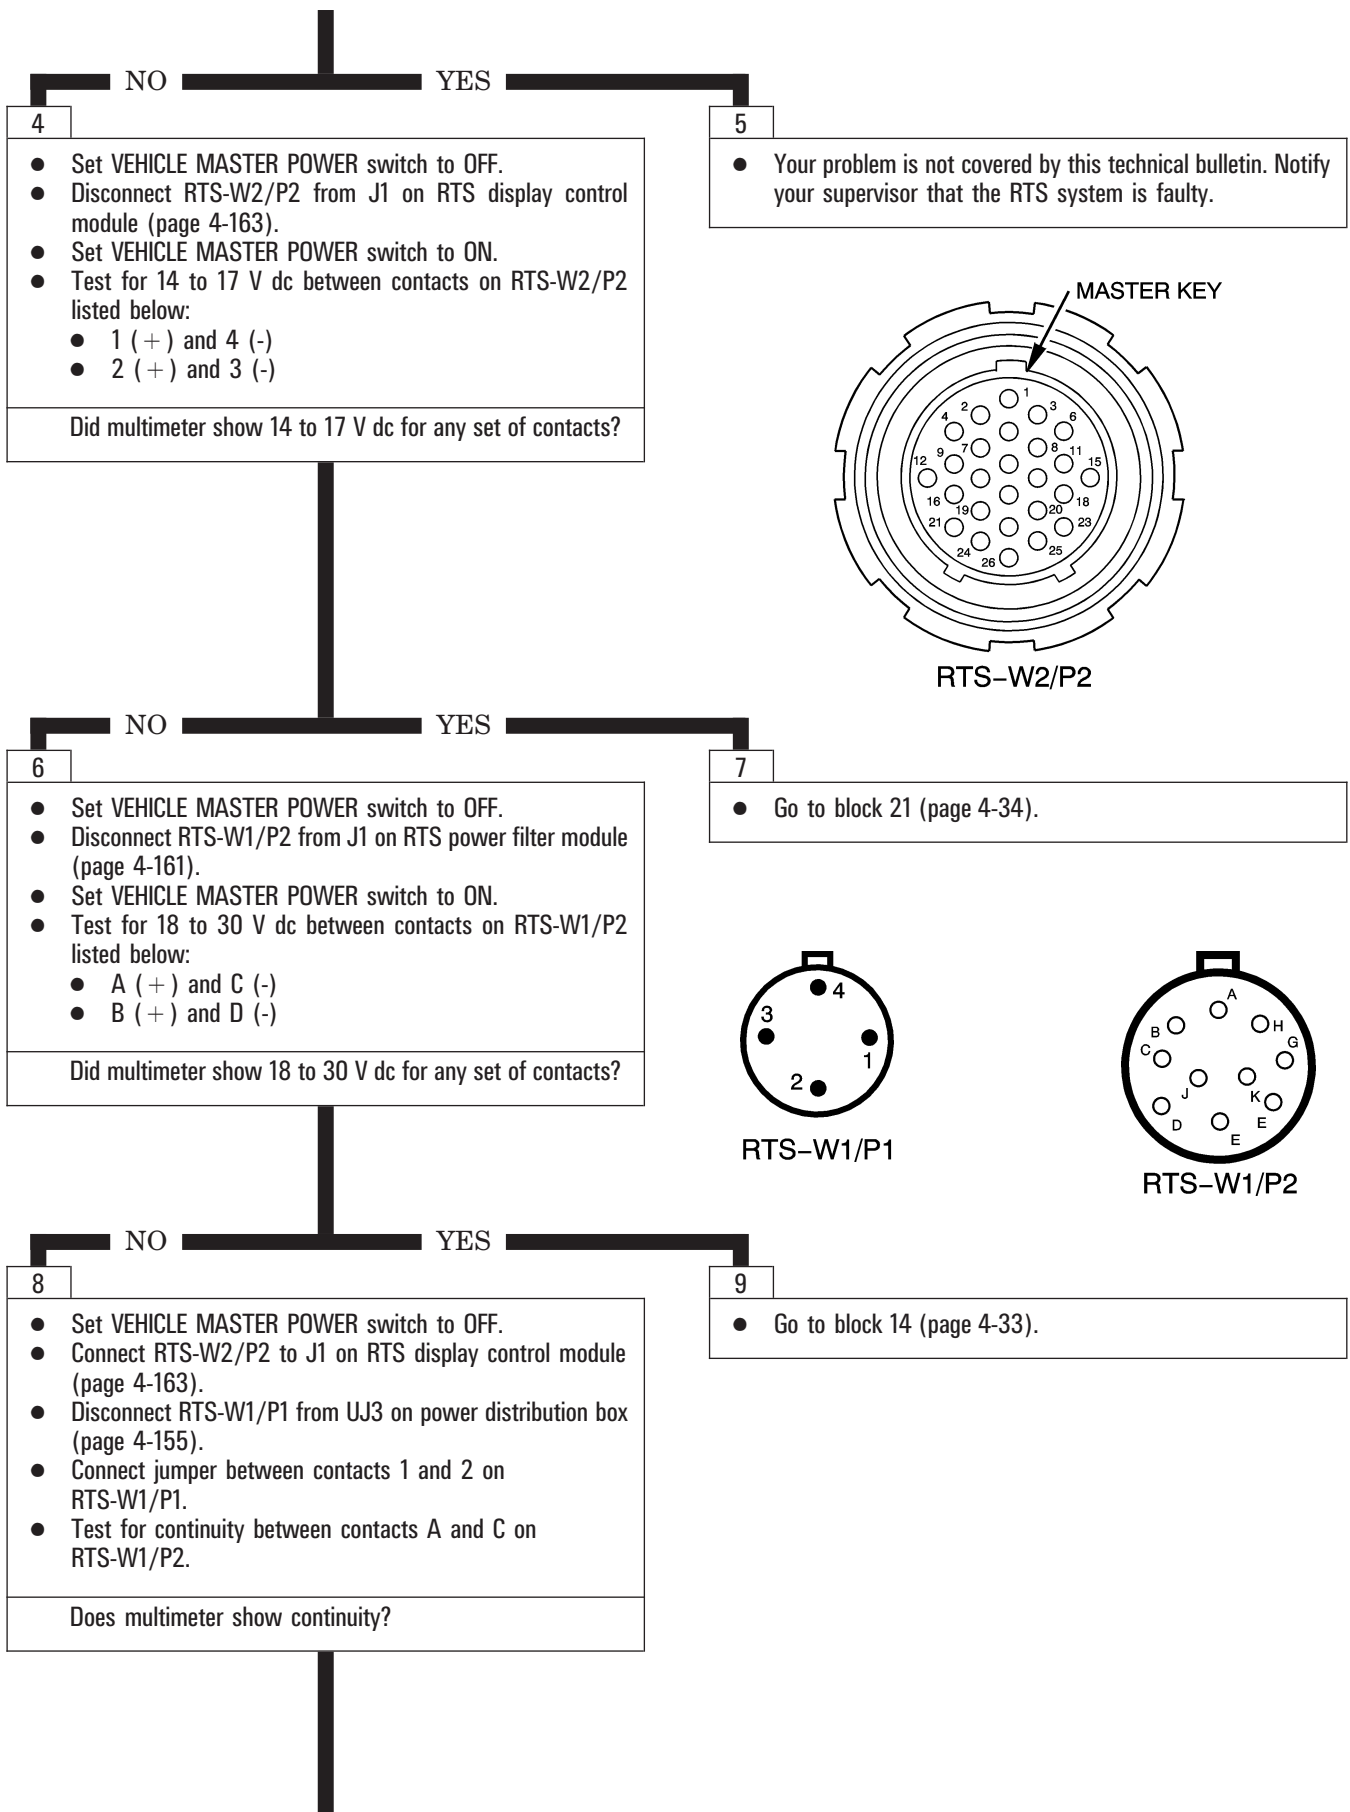 NO YES
4
● Set VEHICLE MASTER POWER switch to OFF.
● Disconnect RTS-W2/P2 from J1 on RTS display control
module (page 4-163).
● Set VEHICLE MASTER POWER switch to ON.
● Test for 14 to 17 V dc between contacts on RTS-W2/P2
listed below:
● 1 (+) and 4 (-)
● 2 (+) and 3 (-)
Did multimeter show 14 to 17 V dc for any set of contacts?
5
● Your problem is not covered by this technical bulletin. Notify
your supervisor that the RTS system is faulty.
MASTER KEY
1
2 3
4 6
7 8
9 11
12 15
16 18
19 20
21 23
24 25
26
RTS-W2/P2
NO YES
6
● Set VEHICLE MASTER POWER switch to OFF.
● Disconnect RTS-W1/P2 from J1 on RTS power filter module
(page 4-161).
● Set VEHICLE MASTER POWER switch to ON.
● Test for 18 to 30 V dc between contacts on RTS-W1/P2
listed below:
● A (+) and C (-)
● B (+) and D (-)
Did multimeter show 18 to 30 V dc for any set of contacts?
7
● Go to block 21 (page 4-34).
4
3
1
2
RTS-W1/P1
A
B H
C G
J K
D E
E
RTS-W1/P2
NO YES
8
● Set VEHICLE MASTER POWER switch to OFF.
● Connect RTS-W2/P2 to J1 on RTS display control module
(page 4-163).
● Disconnect RTS-W1/P1 from UJ3 on power distribution box
(page 4-155).
● Connect jumper between contacts 1 and 2 on
RTS-W1/P1.
● Test for continuity between contacts A and C on
RTS-W1/P2.
Does multimeter show continuity?
9
● Go to block 14 (page 4-33).